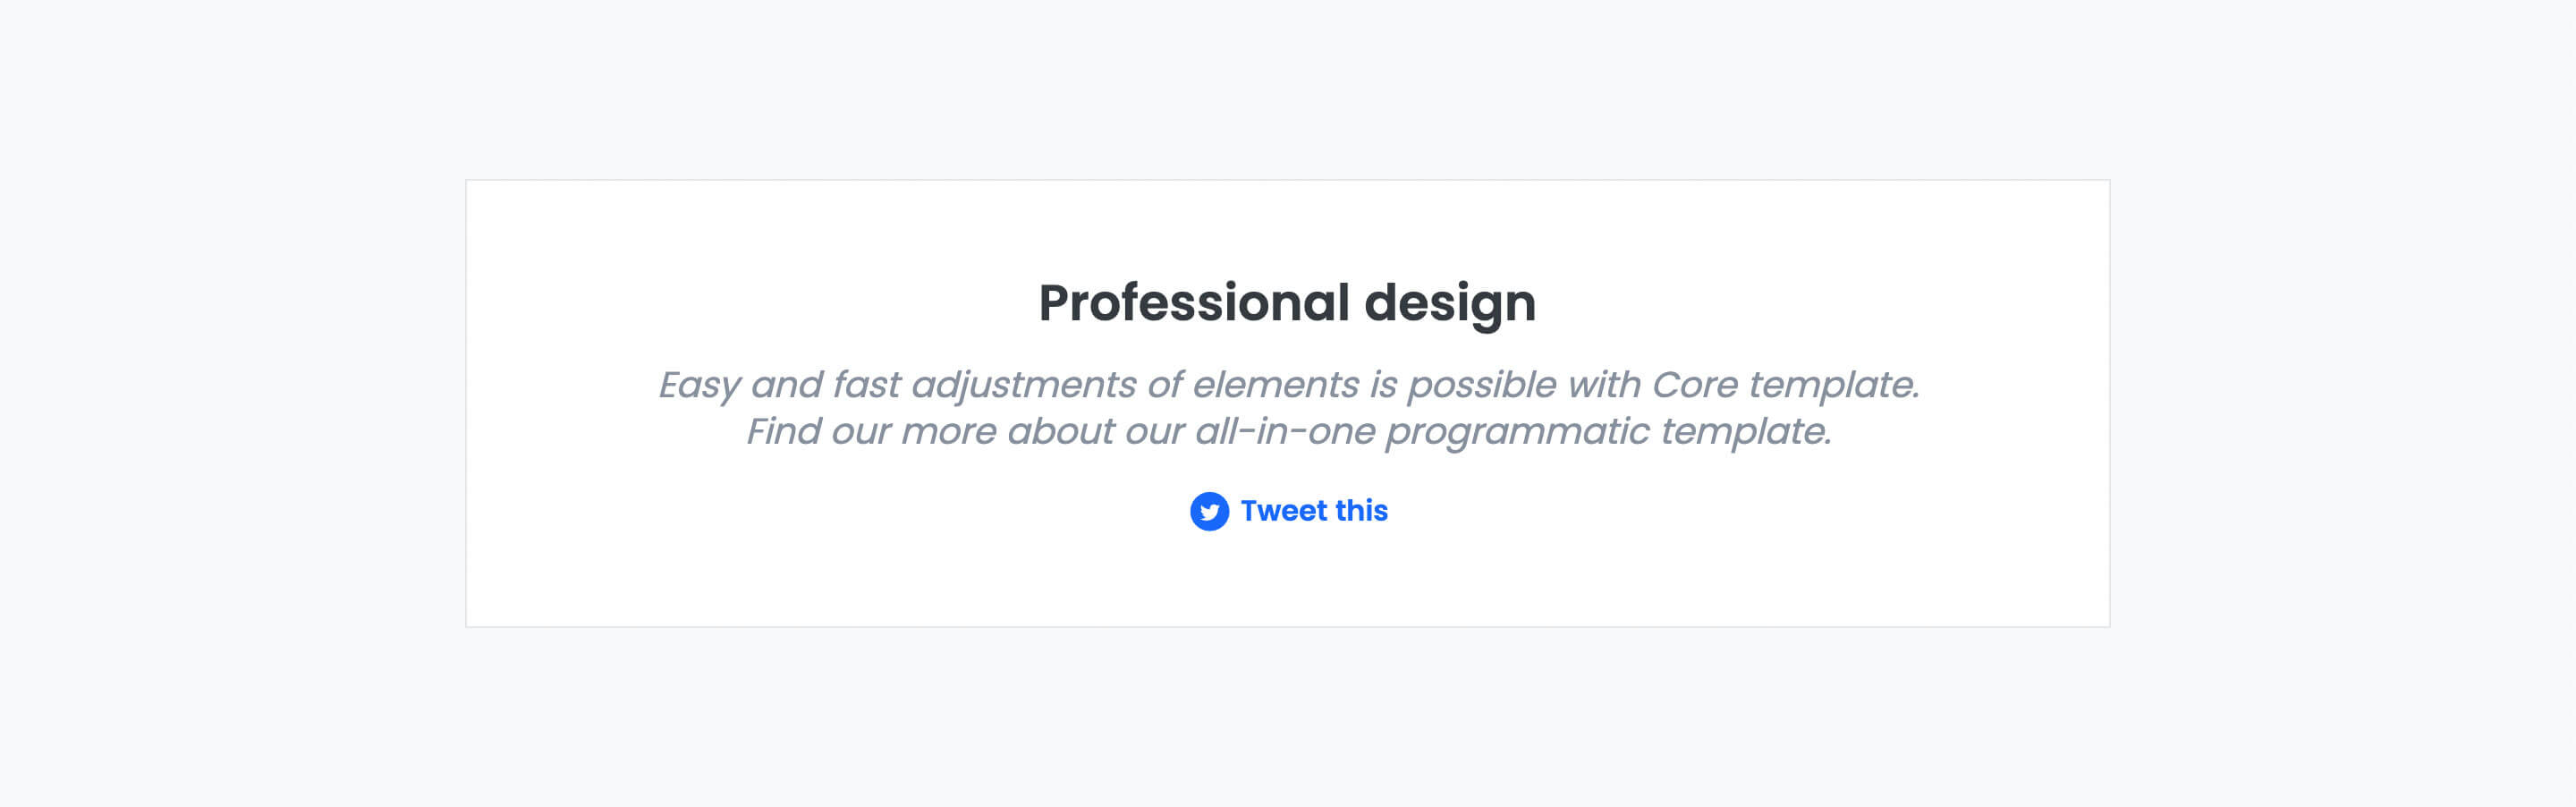 Professional design
Easy and fast adjustments of elements is possible with Core template.
Find our more about our all-in-one programmatic template.
Tweet this